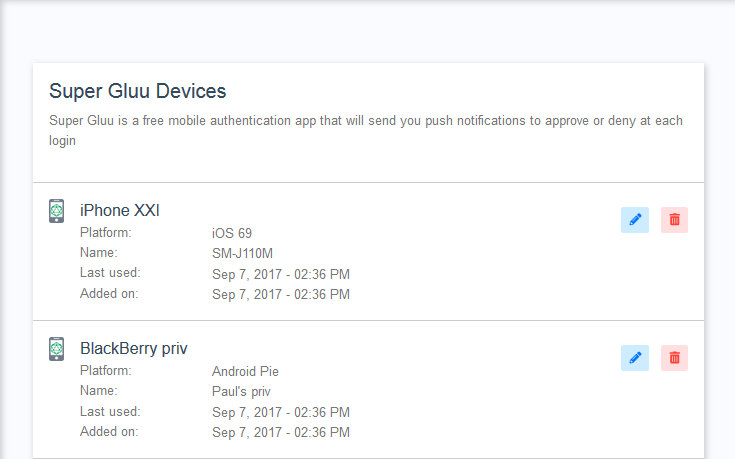 Super Gluu Devices
Super Gluu is a free mobile authentication app that will send you push notifications to approve or deny at each
login
iPhone XXI
Platform: iOS 69
Name: SM-J110M
Last used: Sep 7, 2017 - 02:36 PM
Added on: Sep 7, 2017 - 02:36 PM
BlackBerry priv
Platform: Android Pie
Name: Paul's priv
Last used: Sep 7, 2017 - 02:36 PM
Added on: Sep 7, 2017 - 02:36 PM